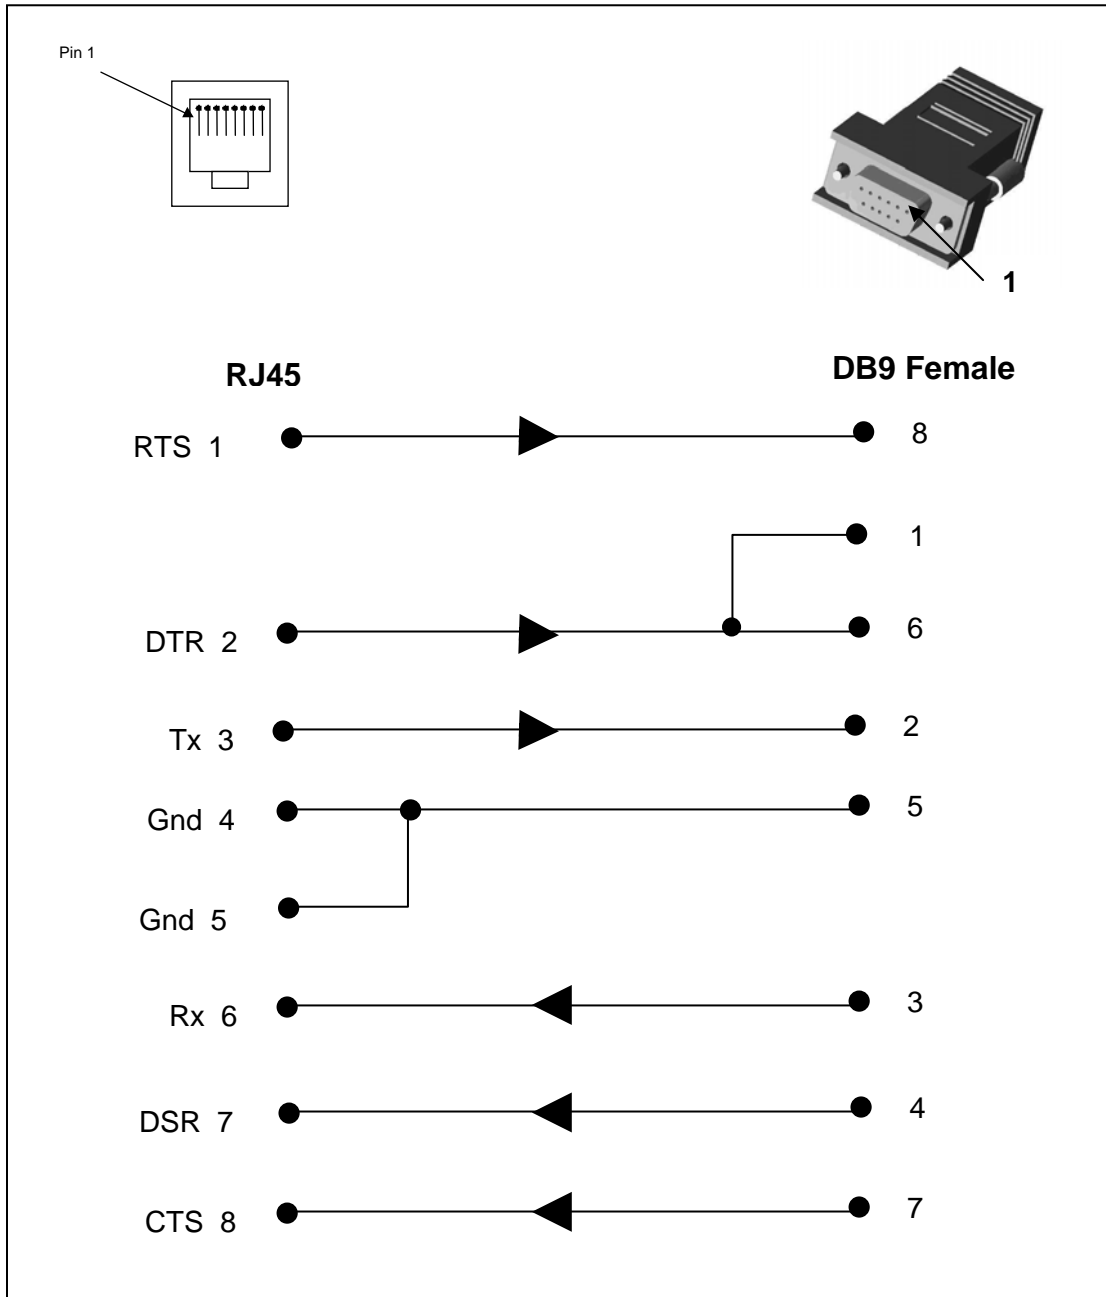 Pin 1
1
RJ45 DB9 Female
RTS 1 8
1
DTR 2 6
Tx 3 2
Gnd 4 5
Gnd 5
Rx 6 3
DSR 7 4
CTS 8 7